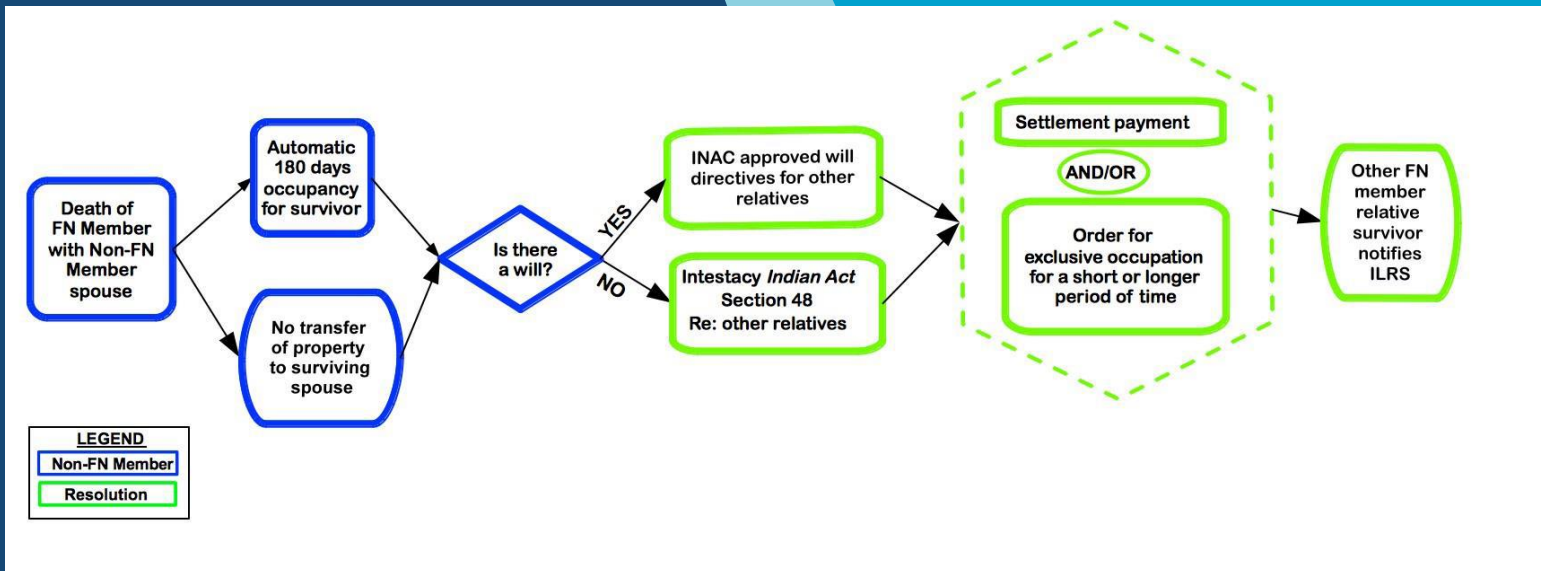 Death of
FN Member
with Non-FN
Member
spouse
Automatic
180 days
occupancy
for survivor
No transfer
of property
to surviving
spouse
Is there
a will?
YES
NO
INAC approved will
directives for other
relatives
Intestacy Indian Act
Section 48
Re: other relatives
Settlement payment
AND/OR
Order for
exclusive occupation
for a short or longer
period of time
Other FN
member
relative
survivor
notifies
ILRS
LEGEND
Non-FN Member
Resolution